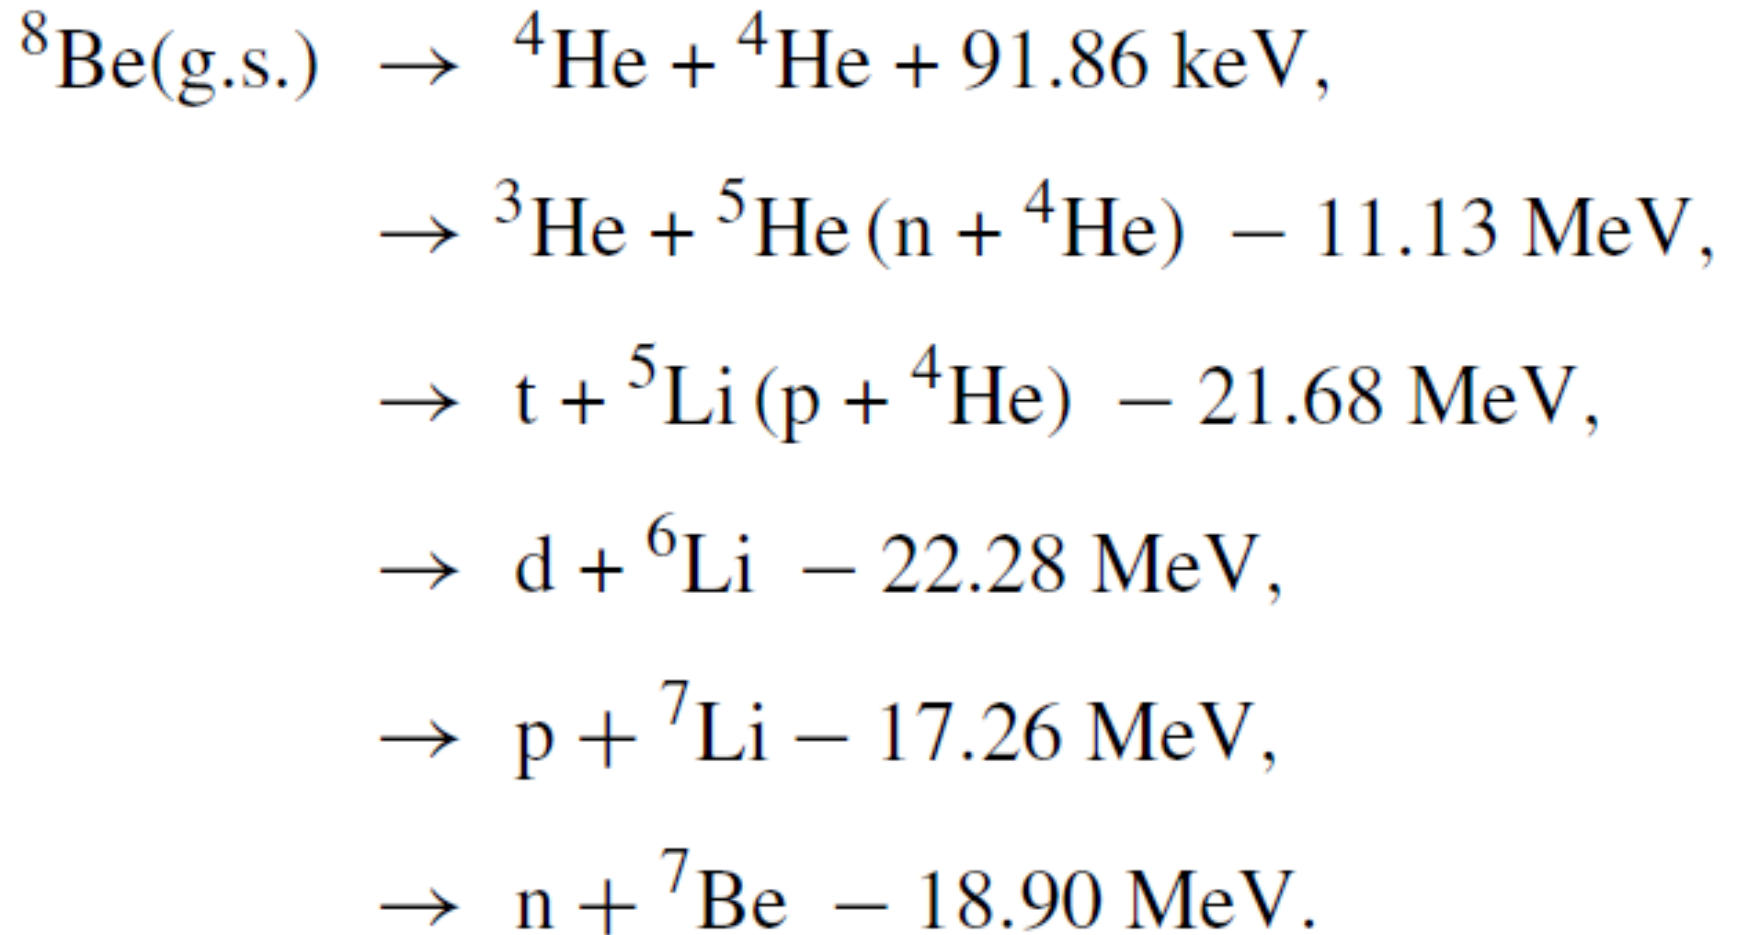 ⁸Be(g.s.) → ⁴He + ⁴He + 91.86 keV,
→ ³He + ⁵He (n + ⁴He) − 11.13 MeV,
→ t + ⁵Li (p + ⁴He) − 21.68 MeV,
→ d + ⁶Li − 22.28 MeV,
→ p + ⁷Li − 17.26 MeV,
→ n + ⁷Be − 18.90 MeV.